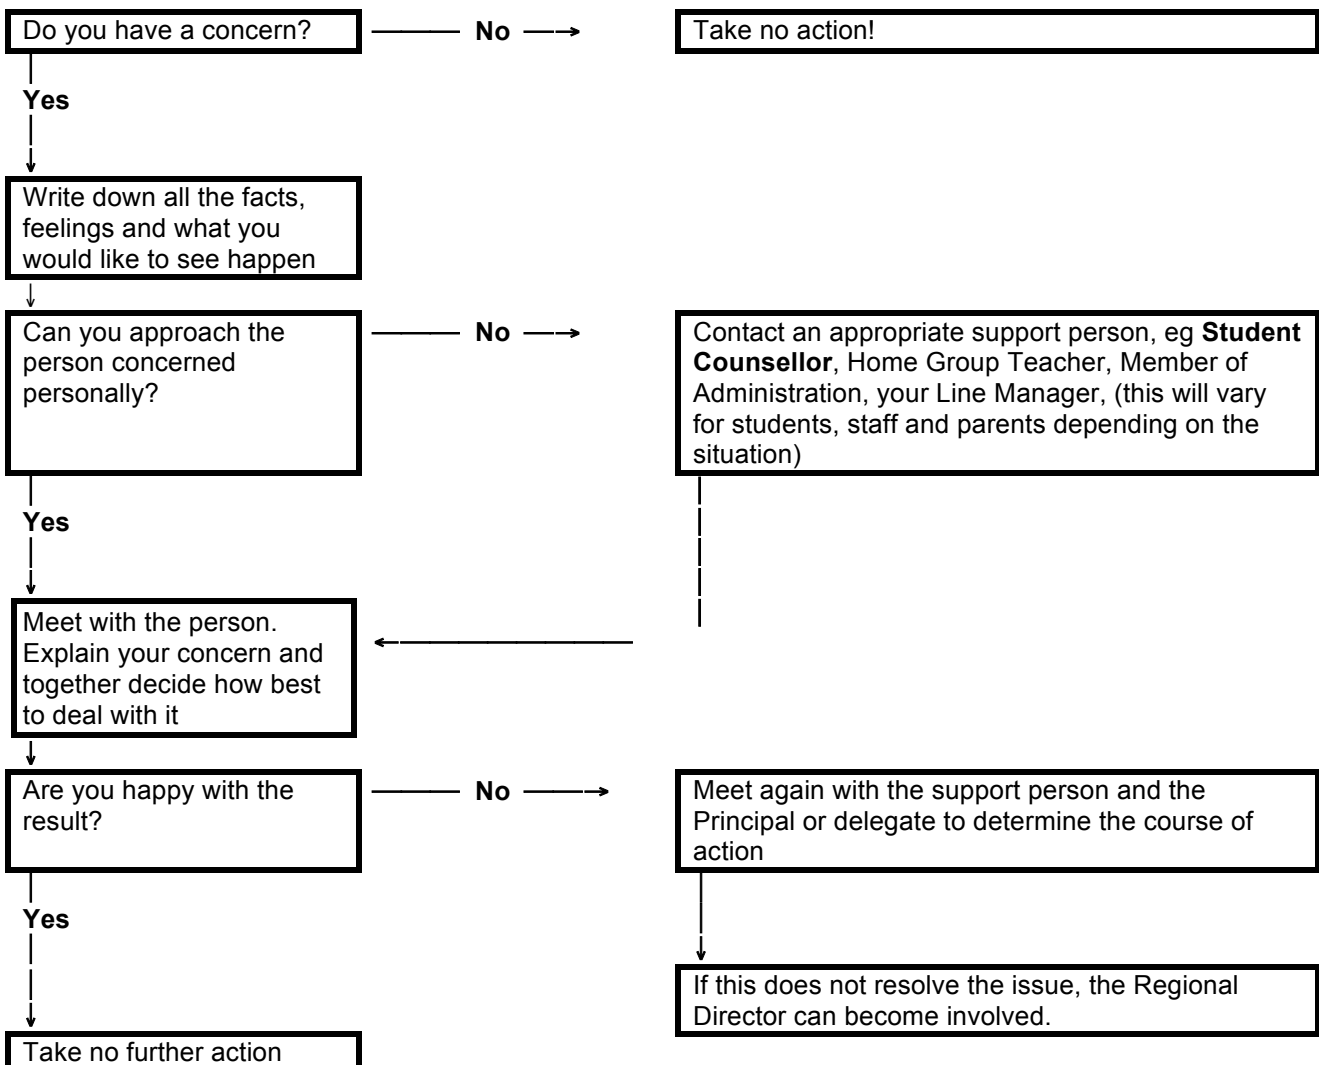 Do you have a concern?
No
Take no action!
Yes
Write down all the facts,
feelings and what you
would like to see happen
Can you approach the
person concerned
personally?
No
Contact an appropriate support person, eg Student
Counsellor, Home Group Teacher, Member of
Administration, your Line Manager, (this will vary
for students, staff and parents depending on the
situation)
Yes
Meet with the person.
Explain your concern and
together decide how best
to deal with it
Are you happy with the
result?
No
Meet again with the support person and the
Principal or delegate to determine the course of
action
Yes
If this does not resolve the issue, the Regional
Director can become involved.
Take no further action